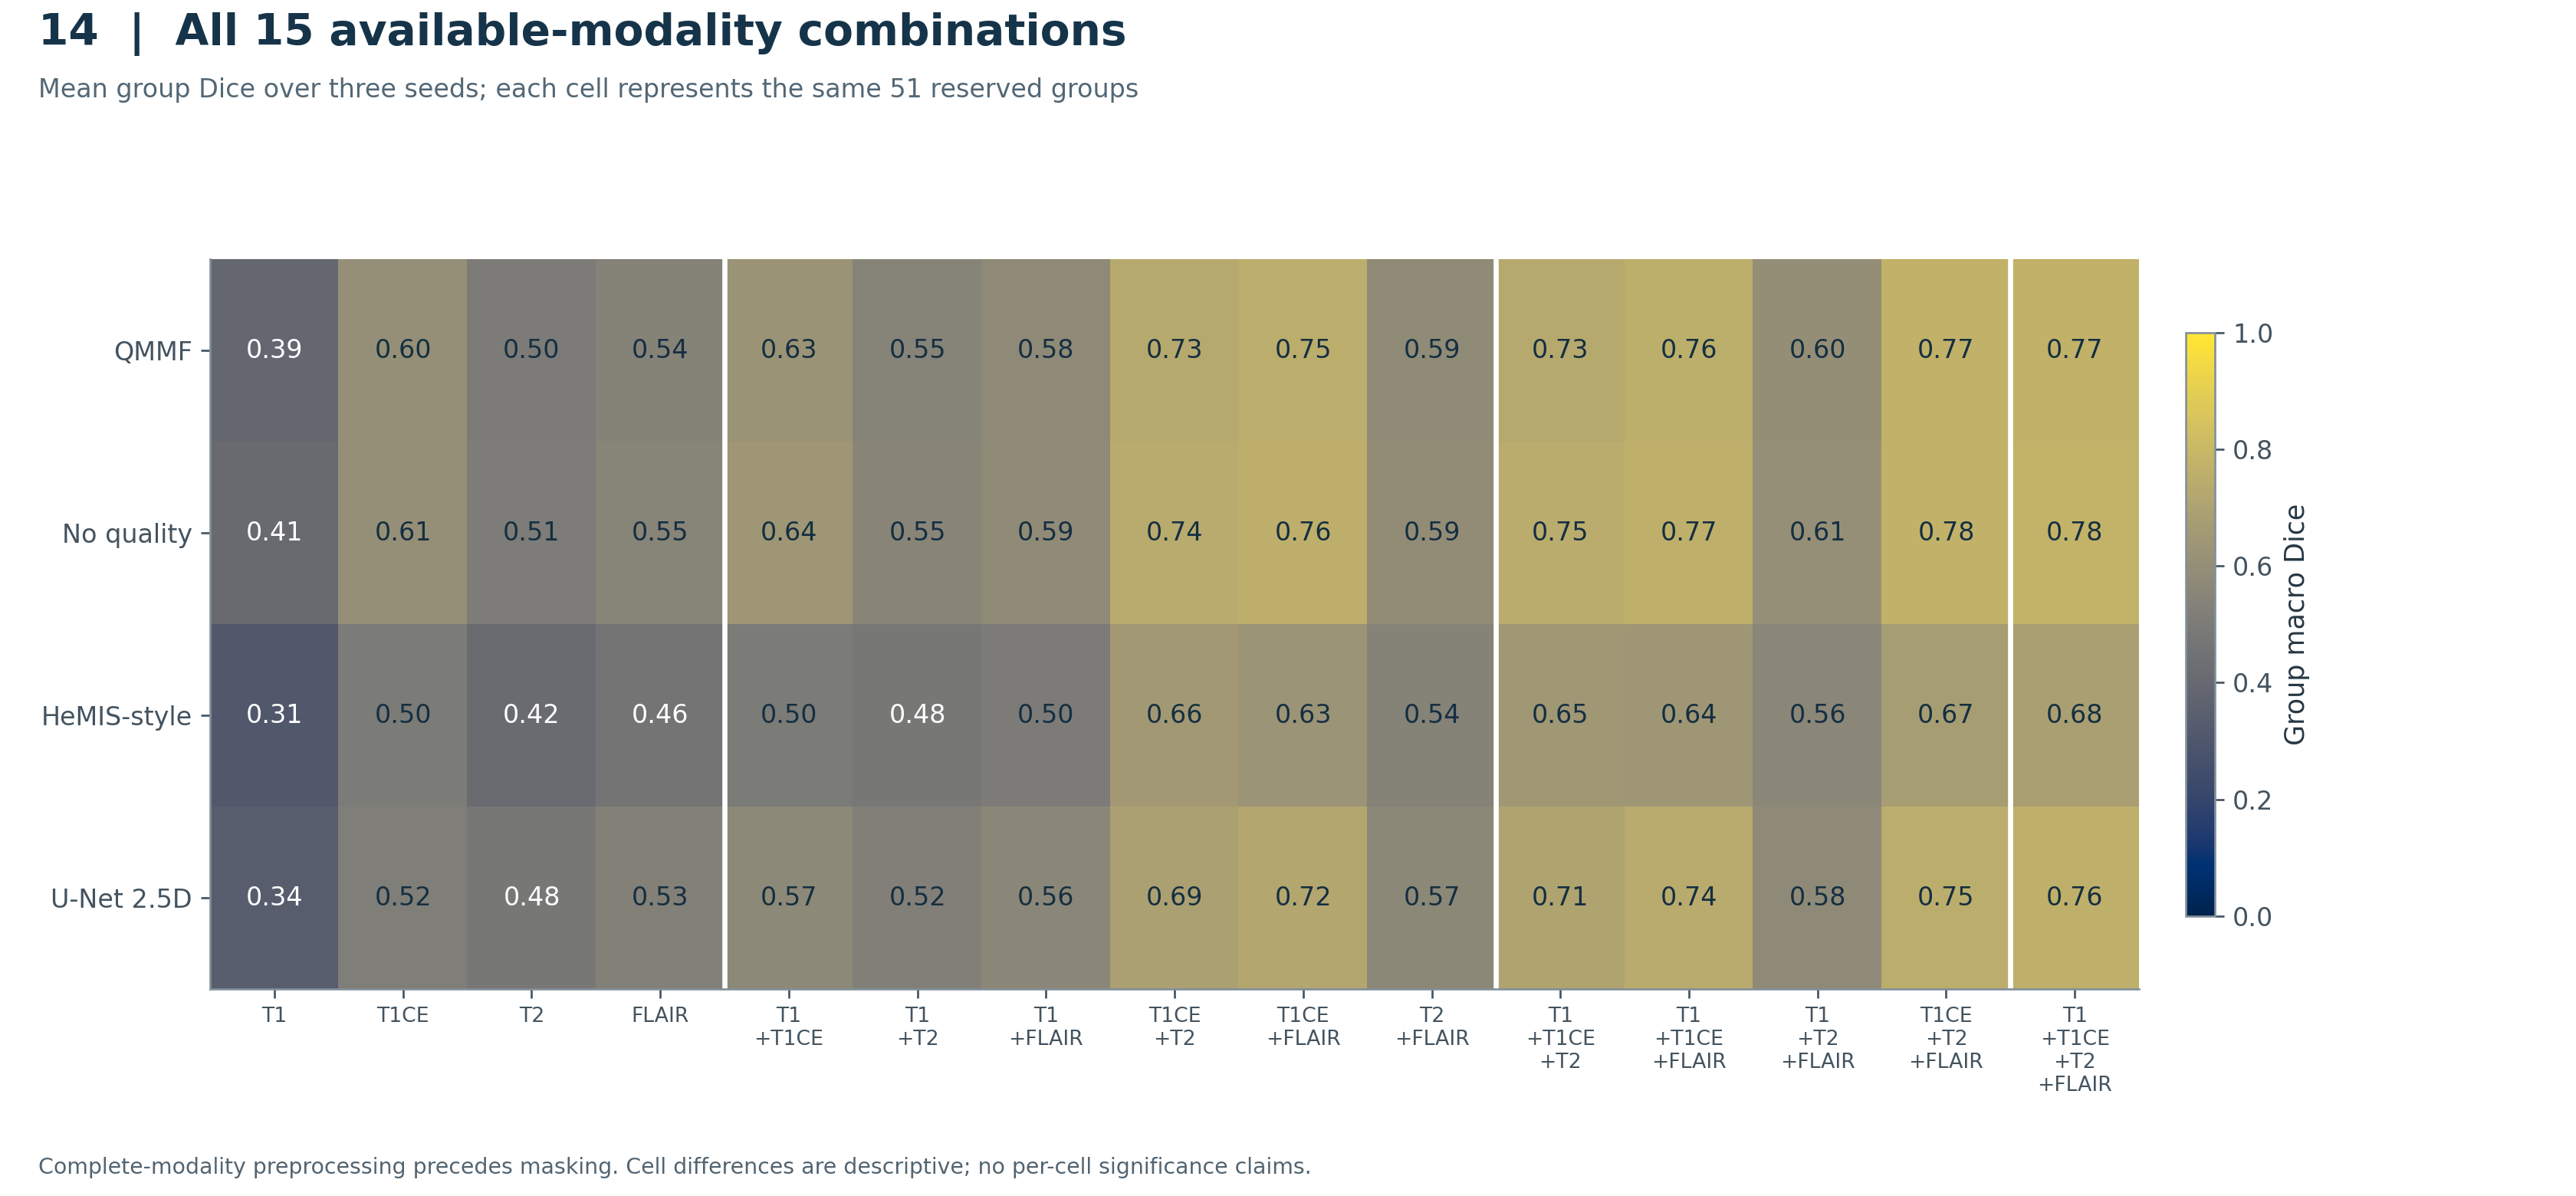 14 | All 15 available-modality combinations
Mean group Dice over three seeds; each cell represents the same 51 reserved groups
QMMF 0.39 0.60 0.50 0.54 0.63 0.55 0.58 0.73 0.75 0.59 0.73 0.76 0.60 0.77 0.77
No quality 0.41 0.61 0.51 0.55 0.64 0.55 0.59 0.74 0.76 0.59 0.75 0.77 0.61 0.78 0.78
HeMIS-style 0.31 0.50 0.42 0.46 0.50 0.48 0.50 0.66 0.63 0.54 0.65 0.64 0.56 0.67 0.68
U-Net 2.5D 0.34 0.52 0.48 0.53 0.57 0.52 0.56 0.69 0.72 0.57 0.71 0.74 0.58 0.75 0.76
T1 T1CE T2 FLAIR T1 T1 T1 T1CE T1CE T2 T1 T1 T1 T1CE T1
+T1CE +T2 +FLAIR +T2 +FLAIR +FLAIR +T1CE +T1CE +T2 +T2 +T1CE
+T2 +FLAIR +FLAIR +FLAIR +T2
+FLAIR
1.0
0.8
0.6
0.4
0.2
0.0
Group macro Dice
Complete-modality preprocessing precedes masking. Cell differences are descriptive; no per-cell significance claims.